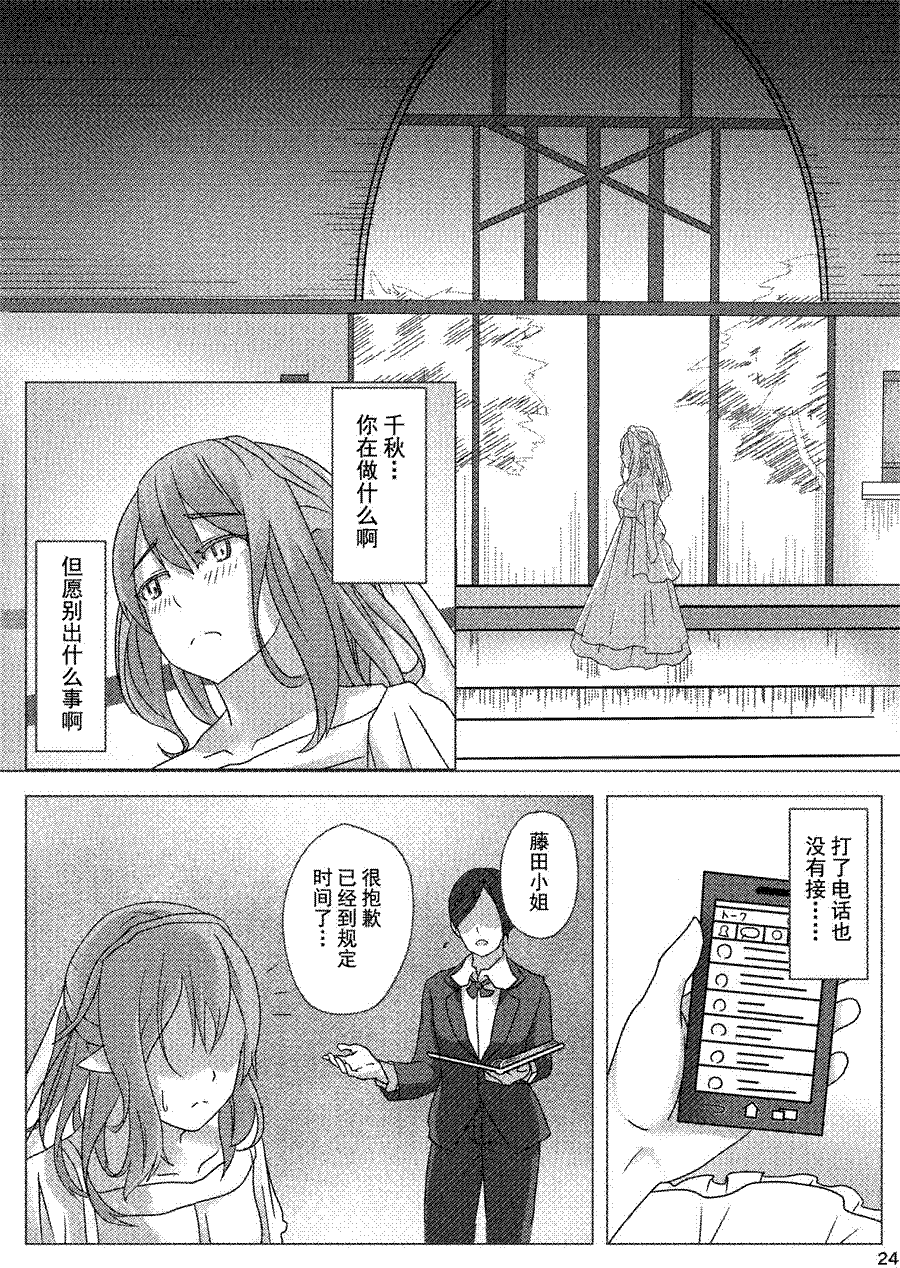 千秋…
你在做什么啊
但愿别出什么事啊
打了电话也
没有接……
トーク
藤田小姐
很抱歉
已经到规定
时间了…
24